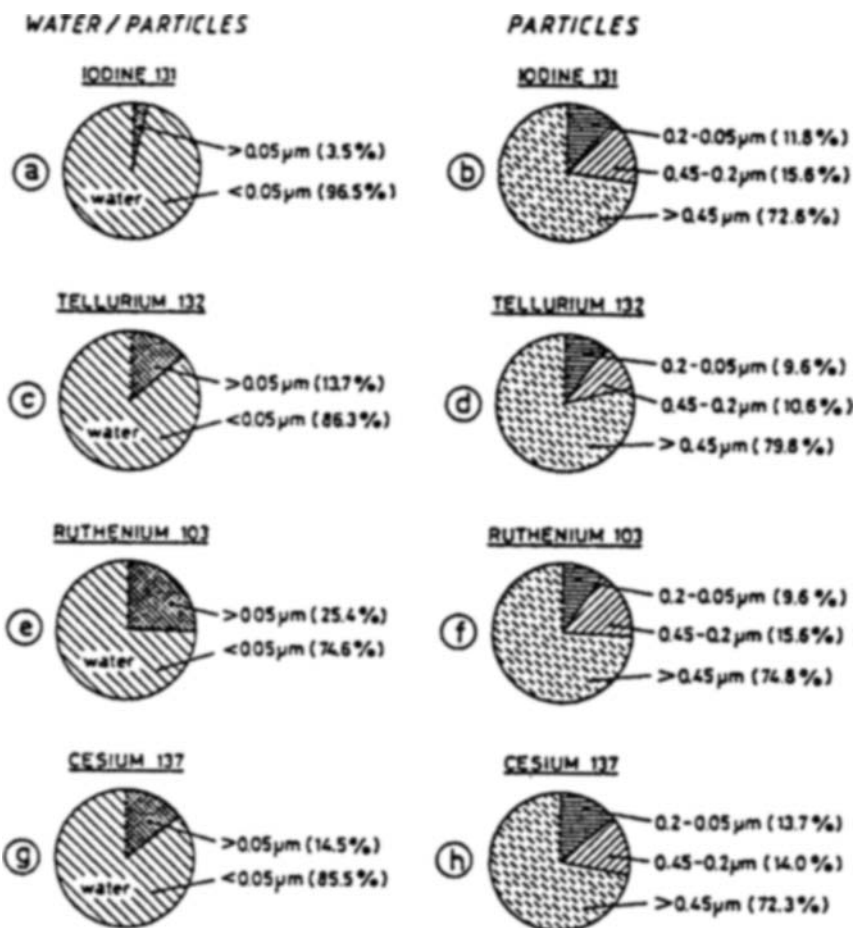 WATER/PARTICLES
PARTICLES
IODINE 131
a
>0.05µm (3.5%)
<0.05µm (96.5%)
water
IODINE 131
b
0.2-0.05µm (11.8%)
0.45-0.2µm (15.6%)
>0.45µm (72.6%)
TELLURIUM 132
c
>0.05µm (13.7%)
<0.05µm (86.3%)
water
TELLURIUM 132
d
0.2-0.05µm (9.6%)
0.45-0.2µm (10.6%)
>0.45µm (79.8%)
RUTHENIUM 103
e
>0.05µm (25.4%)
<0.05µm (74.6%)
water
RUTHENIUM 103
f
0.2-0.05µm (9.6%)
0.45-0.2µm (15.6%)
>0.45µm (74.8%)
CESIUM 137
g
>0.05µm (14.5%)
<0.05µm (85.5%)
water
CESIUM 137
h
0.2-0.05µm (13.7%)
0.45-0.2µm (14.0%)
>0.45µm (72.3%)